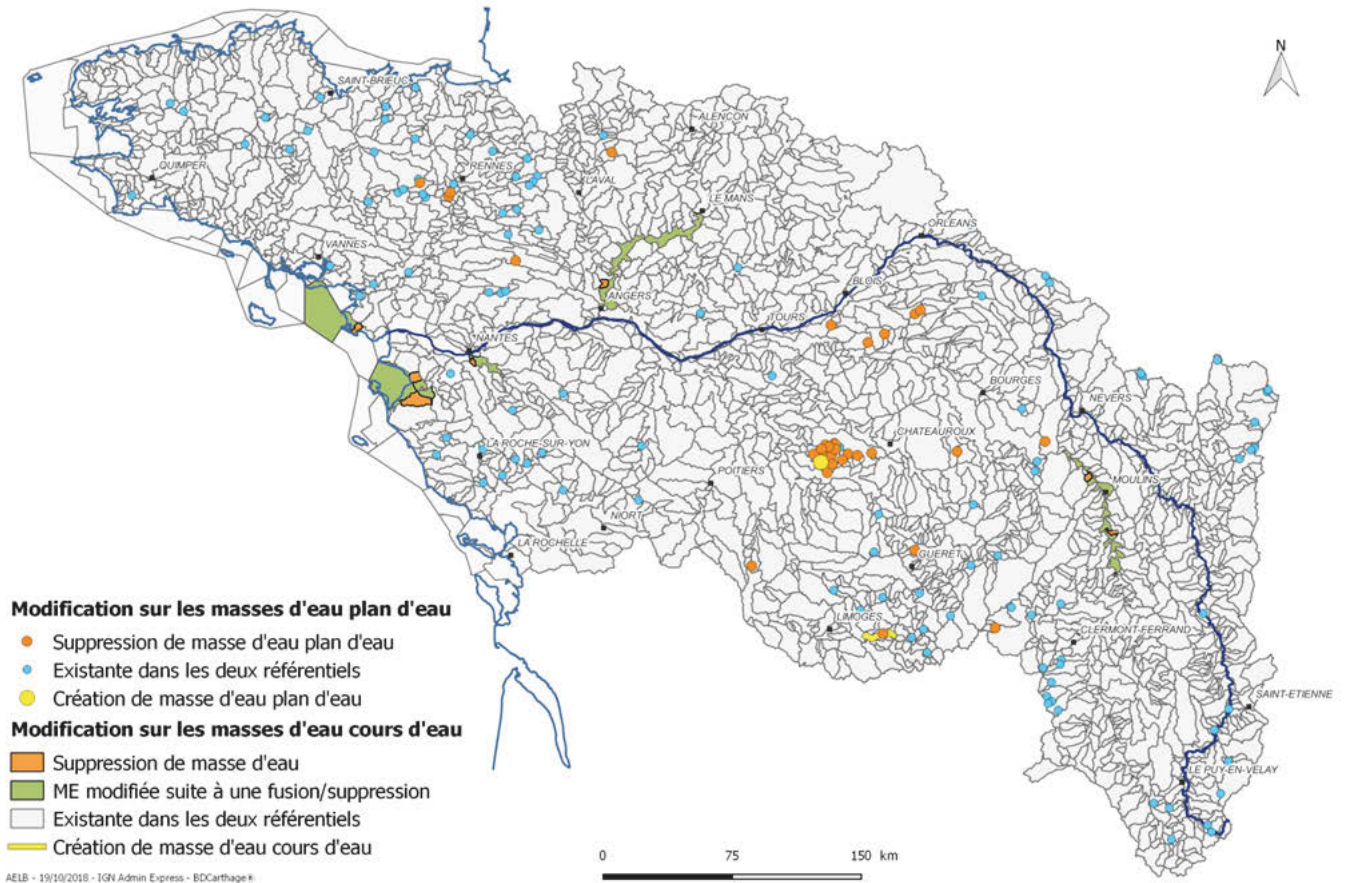 N
SAINT-BRIEUC
ALENCON
QUIMPER
RENNES
LAVAL
LE MANS
ORLEANS
VANNES
BLOIS
ANGERS
TOURS
NANTES
BOURGES
NEVERS
CHATEAUROUX
LA ROCHE-SUR-YON
POITIERS
MOULINS
NIORT
LA ROCHELLE
GUERET
LIMOGES
CLERMONT-FERRAND
SAINT-ETIENNE
LE PUY-EN-VELAY
Modification sur les masses d'eau plan d'eau
Suppression de masse d'eau plan d'eau
Existante dans les deux référentiels
Création de masse d'eau plan d'eau
Modification sur les masses d'eau cours d'eau
Suppression de masse d'eau
ME modifiée suite à une fusion/suppression
Existante dans les deux référentiels
Création de masse d'eau cours d'eau
0 75 150 km
AELB - 19/10/2018 - IGN Admin Express - BDCarthage®